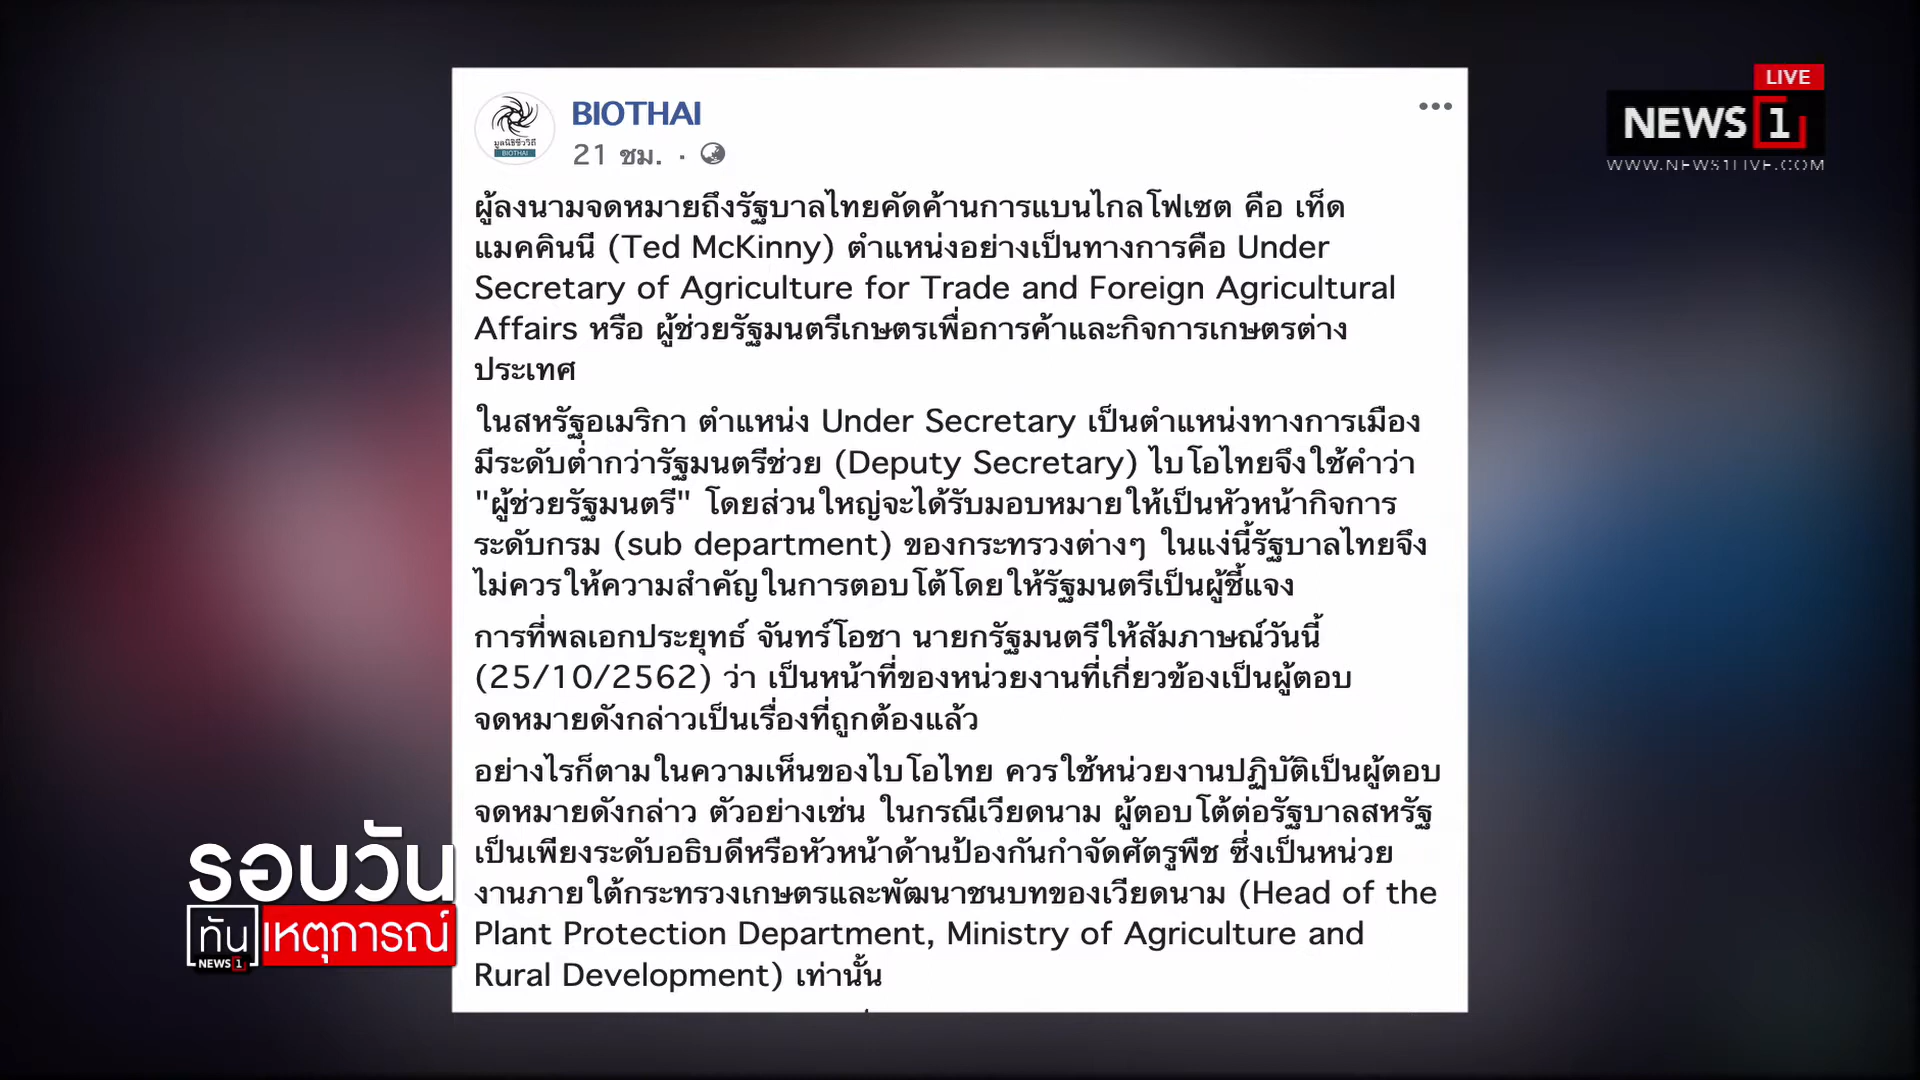 LIVE
NEWS 1
WWW.NEWS1LIVE.COM
BIOTHAI
มูลนิธิชีววิถี
BIOTHAI
21 ชม. ·
ผู้ลงนามจดหมายถึงรัฐบาลไทยคัดค้านการแบนไกลโฟเซต คือ เท็ด
แมคคินนี (Ted McKinny) ตำแหน่งอย่างเป็นทางการคือ Under
Secretary of Agriculture for Trade and Foreign Agricultural
Affairs หรือ ผู้ช่วยรัฐมนตรีเกษตรเพื่อการค้าและกิจการเกษตรต่าง
ประเทศ
ในสหรัฐอเมริกา ตำแหน่ง Under Secretary เป็นตำแหน่งทางการเมือง
มีระดับต่ำกว่ารัฐมนตรีช่วย (Deputy Secretary) ไบโอไทยจึงใช้คำว่า
"ผู้ช่วยรัฐมนตรี" โดยส่วนใหญ่จะได้รับมอบหมายให้เป็นหัวหน้ากิจการ
ระดับกรม (sub department) ของกระทรวงต่างๆ ในแง่นี้รัฐบาลไทยจึง
ไม่ควรให้ความสำคัญในการตอบโต้โดยให้รัฐมนตรีเป็นผู้ชี้แจง
การที่พลเอกประยุทธ์ จันทร์โอชา นายกรัฐมนตรีให้สัมภาษณ์วันนี้
(25/10/2562) ว่า เป็นหน้าที่ของหน่วยงานที่เกี่ยวข้องเป็นผู้ตอบ
จดหมายดังกล่าวเป็นเรื่องที่ถูกต้องแล้ว
อย่างไรก็ตามในความเห็นของไบโอไทย ควรใช้หน่วยงานปฏิบัติเป็นผู้ตอบ
จดหมายดังกล่าว ตัวอย่างเช่น ในกรณีเวียดนาม ผู้ตอบโต้ต่อรัฐบาลสหรัฐ
เป็นเพียงระดับอธิบดีหรือหัวหน้าด้านป้องกันกำจัดศัตรูพืช ซึ่งเป็นหน่วย
งานภายใต้กระทรวงเกษตรและพัฒนาชนบทของเวียดนาม (Head of the
Plant Protection Department, Ministry of Agriculture and
Rural Development) เท่านั้น
รอบวัน
ทัน เหตุการณ์
NEWS 1